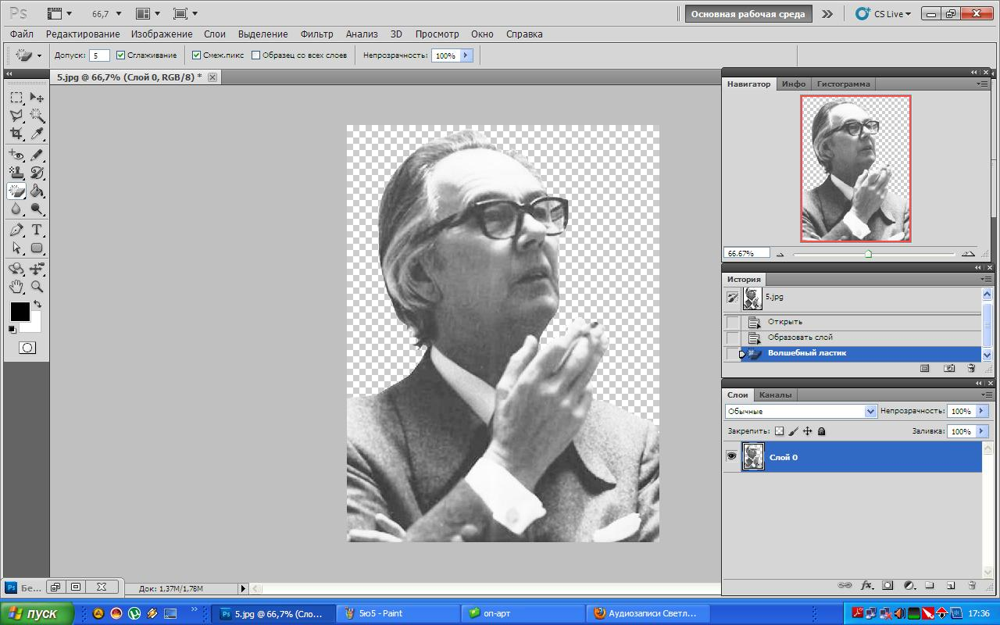 Ps
66,7
Основная рабочая среда
CS Live
Файл Редактирование Изображение Слои Выделение Фильтр Анализ 3D Просмотр Окно Справка
Допуск: 5 Сглаживание Смеж.пикс Образец со всех слоев Непрозрачность: 100%
5.jpg @ 66,7% (Слой 0, RGB/8) *
Навигатор Инфо Гистограмма
66.67%
История
5.jpg
Открыть
Образовать слой
Волшебный ластик
Слои Каналы
Обычные Непрозрачность: 100%
Закрепить: Заливка: 100%
Слой 0
fx
T
Ps Бе...
Док: 1,37M/1,78M
пуск
Ps 5.jpg @ 66,7% (Сло...
5ю5 - Paint
оп-арт
Аудиозаписи Светл...
17:36